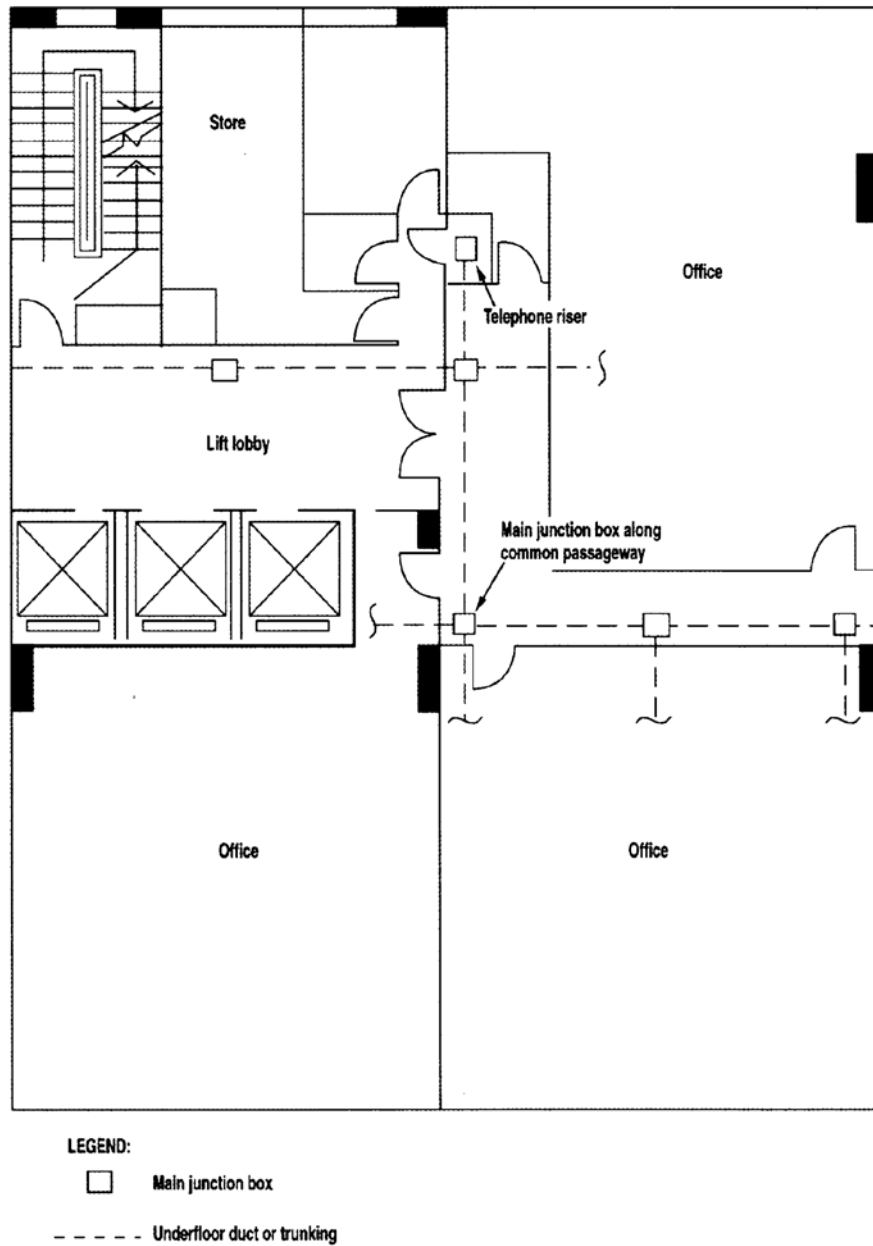 Store
Office
Telephone riser
Lift lobby
Main junction box along
common passageway
Office
Office
LEGEND:
Main junction box
Underfloor duct or trunking